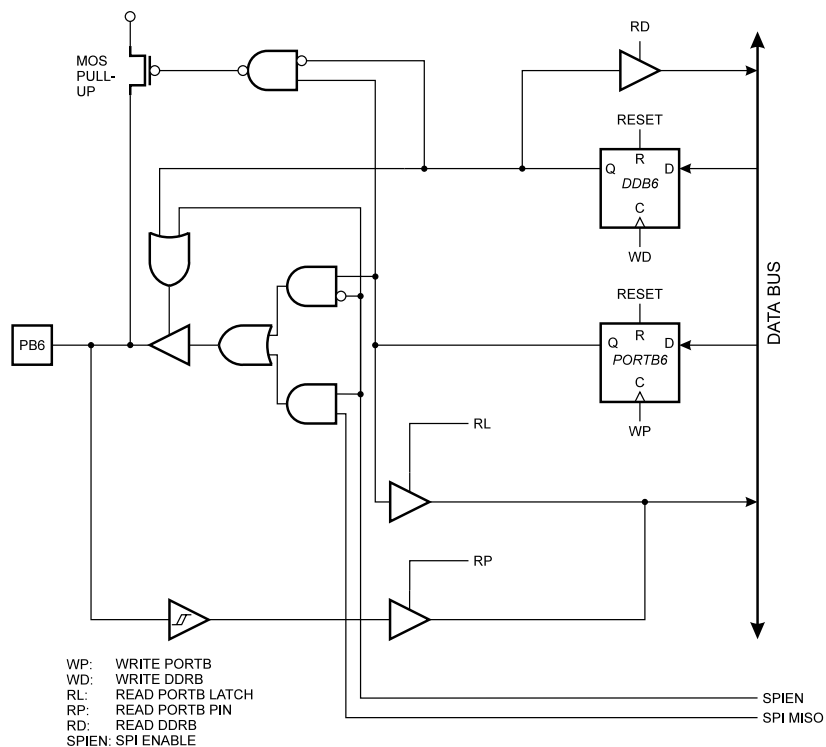 RD
MOS
PULL-
UP
RESET
R
Q
D
DDB6
C
WD
DATA BUS
RESET
R
PB6
Q
D
PORTB6
C
WP
RL
RP
WP: WRITE PORTB
WD: WRITE DDRB
RL: READ PORTB LATCH
RP: READ PORTB PIN
RD: READ DDRB
SPIEN: SPI ENABLE
SPIEN
SPI MISO